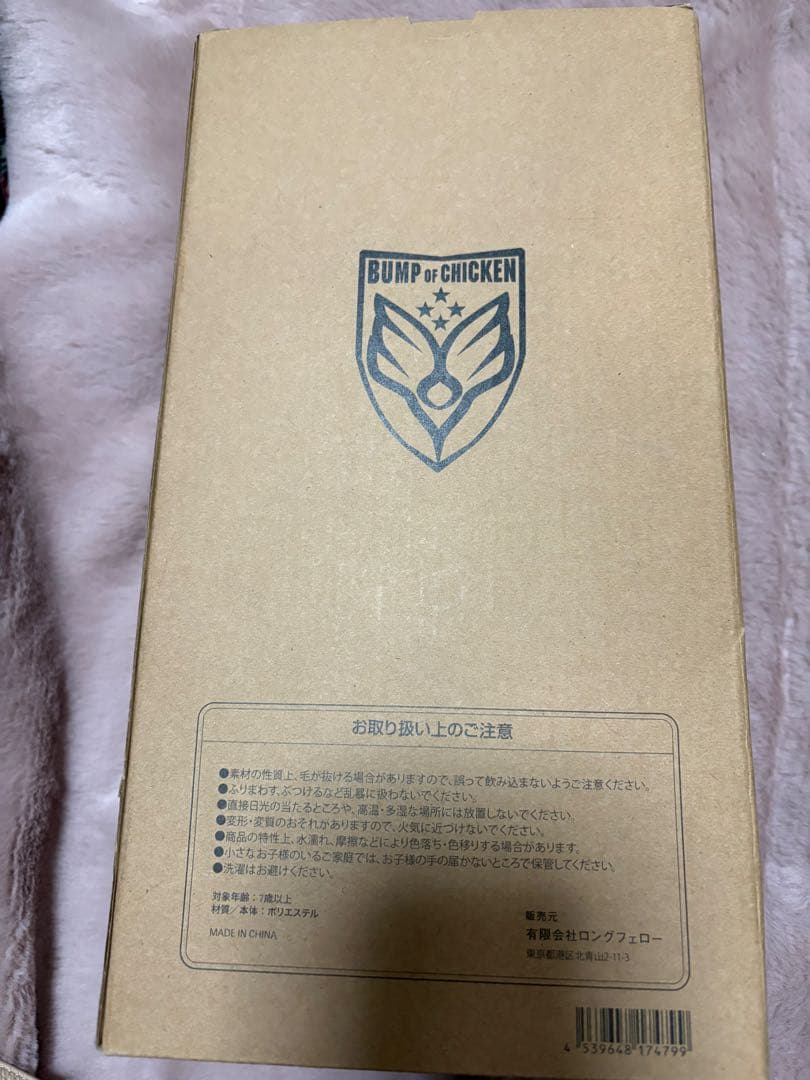 BUMP OF CHICKEN
お取り扱い上のご注意
●素材の性質上、毛が抜ける場合がありますので、誤って飲み込まないようご注意ください。
●ふりまわす、ぶつけるなど乱暴に扱わないでください。
●直接日光の当たるところや、高温・多湿な場所には放置しないでください。
●変形・変質のおそれがありますので、火気に近づけないでください。
●商品の特性上、水濡れ、摩擦などにより色落ち・色移りする場合があります。
●小さなお子様のいるご家庭では、お子様の手の届かないところで保管してください。
●洗濯はお避けください。
対象年齢：7歳以上
材質／本体：ポリエステル
MADE IN CHINA
販売元
有限会社ロングフェロー
東京都港区北青山2-11-3
4 539648 174799